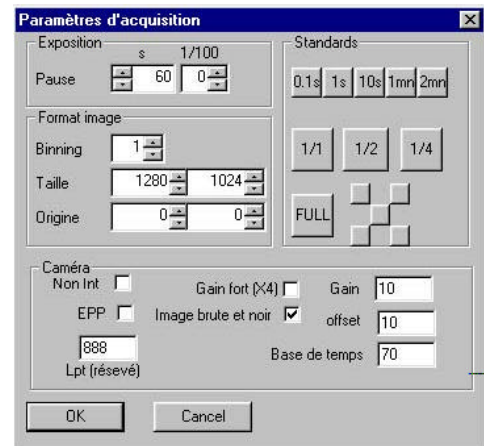 Paramètres d'acquisition
Exposition
s 1/100
Pause 60 0
Format image
Binning 1
Taille 1280 1024
Origine 0 0
Standards
0.1s 1s 10s 1mn 2mn
1/1 1/2 1/4
FULL
Caméra
Non Int Gain fort (X4) Gain 10
EPP Image brute et noir offset 10
888 Base de temps 70
Lpt (résevé)
OK Cancel